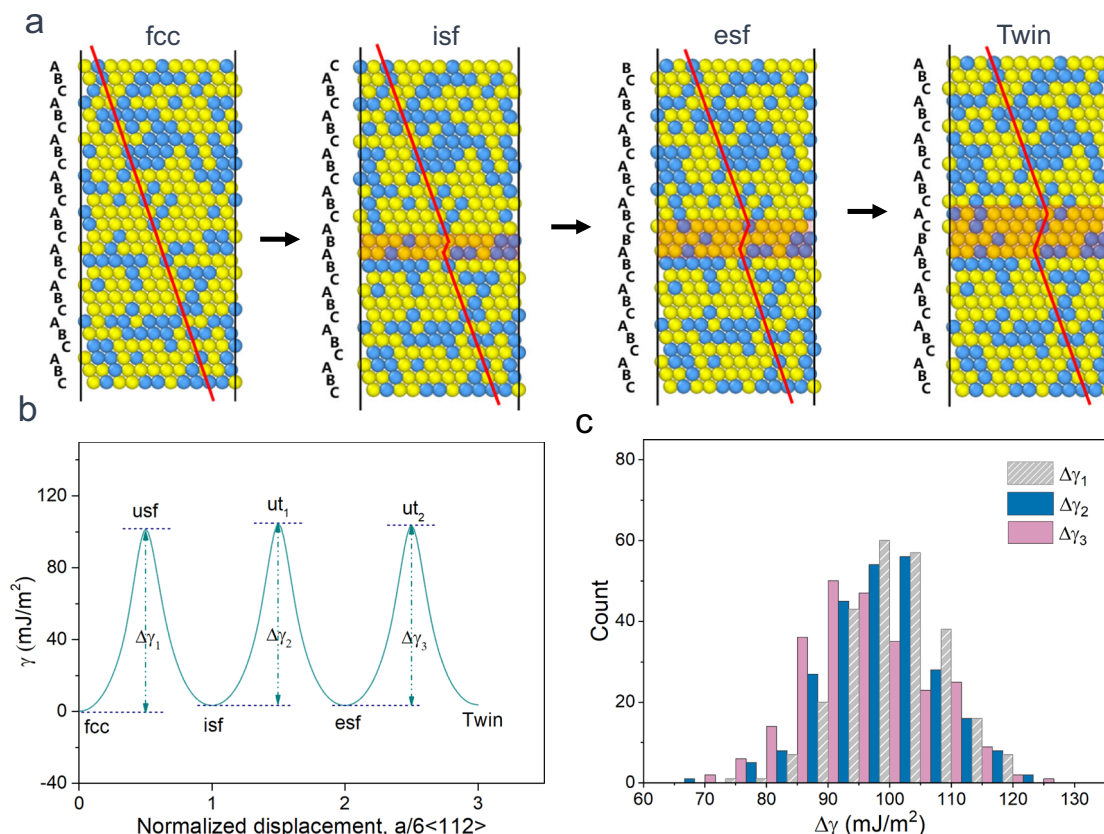 a
fcc
isf
esf
Twin
A
B
C
A
B
C
A
B
C
A
B
C
A
B
C
A
B
C
A
B
C
A
B
C
A
B
C
C
A
B
C
A
B
C
A
B
C
A
B
C
A
B
A
B
C
A
B
C
A
B
C
A
B
C
B
C
A
B
C
A
B
C
A
B
C
A
B
C
B
A
B
C
A
B
C
A
B
C
A
B
C
A
B
C
A
B
C
A
B
C
A
B
C
A
C
B
A
B
C
A
B
C
A
B
C
A
B
C
b
γ (mJ/m²)
120
80
40
0
-40
usf
ut₁
ut₂
Δγ₁
Δγ₂
Δγ₃
fcc
isf
esf
Twin
0
1
2
3
Normalized displacement, a/6<112>
c
Count
80
60
40
20
0
Δγ₁
Δγ₂
Δγ₃
60
70
80
90
100
110
120
130
Δγ (mJ/m²)